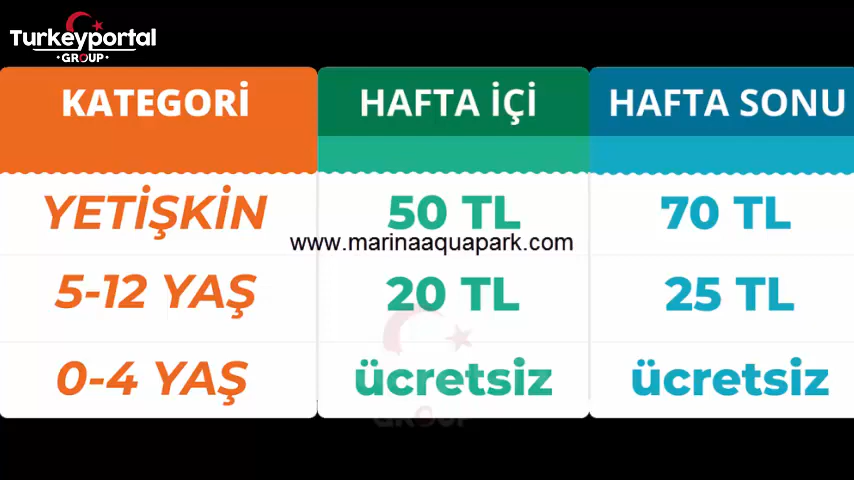 Turkeyportal
GROUP
KATEGORİ HAFTA İÇİ HAFTA SONU
YETİŞKİN 50 TL 70 TL
www.marinaaquapark.com
5-12 YAŞ 20 TL 25 TL
0-4 YAŞ ücretsiz ücretsiz
GROUP